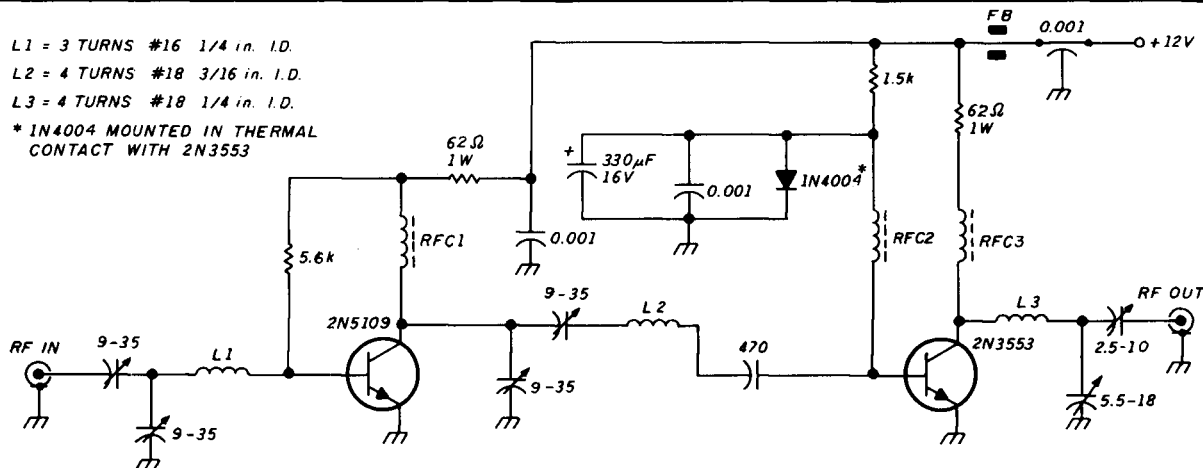 L1 = 3 TURNS #16 1/4 in. I.D.
L2 = 4 TURNS #18 3/16 in. I.D.
L3 = 4 TURNS #18 1/4 in. I.D.
* 1N4004 MOUNTED IN THERMAL
CONTACT WITH 2N3553
FB
0.001
+12V
1.5k
62Ω
1W
62Ω
1W
+
330µF
16V
0.001
1N4004*
RFC1
0.001
RFC2
RFC3
5.6k
9-35
L2
L3
RF OUT
2N5109
RF IN
9-35
L1
470
2N3553
2.5-10
9-35
5.5-18
9-35